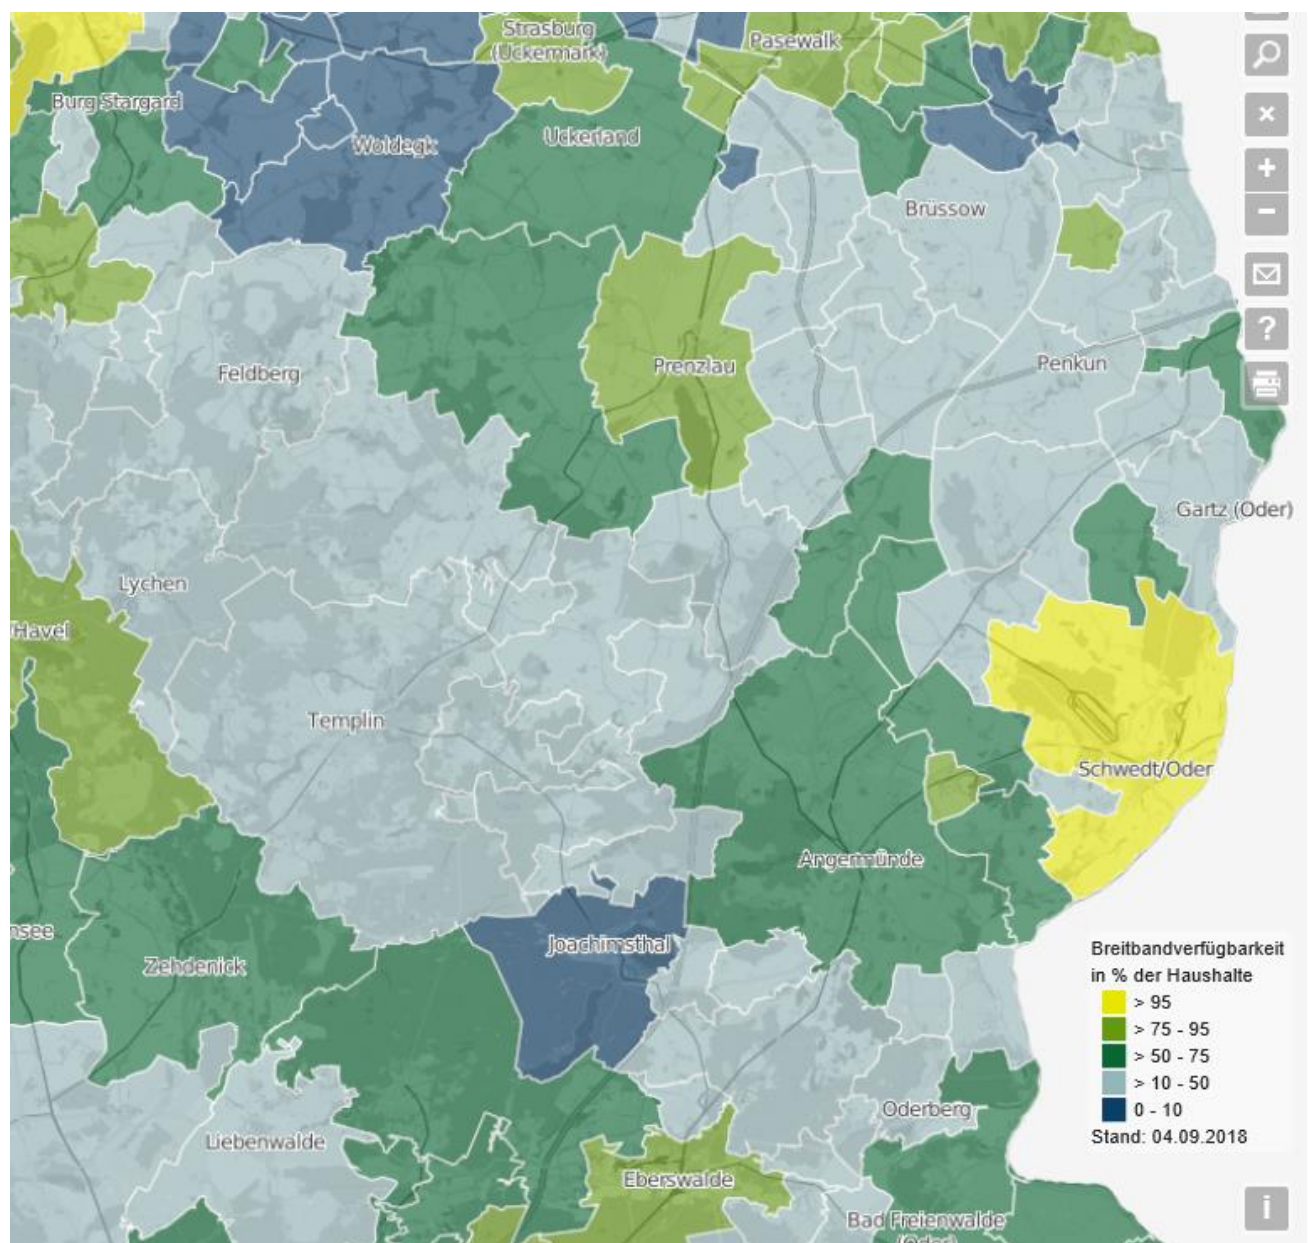 Strasburg
(Uckermark)
Pasewalk
Burg Stargard
Woldegk
Uckerland
Brüssow
Feldberg
Prenzlau
Penkun
Gartz (Oder)
Lychen
/Havel
Templin
Schwedt/Oder
Angermünde
nsee
Zehdenick
Joachimsthal
Oderberg
Liebenwalde
Eberswalde
Bad Freienwalde
(Oder)
×
+
−
?
i
Breitbandverfügbarkeit
in % der Haushalte
> 95
> 75 - 95
> 50 - 75
> 10 - 50
0 - 10
Stand: 04.09.2018